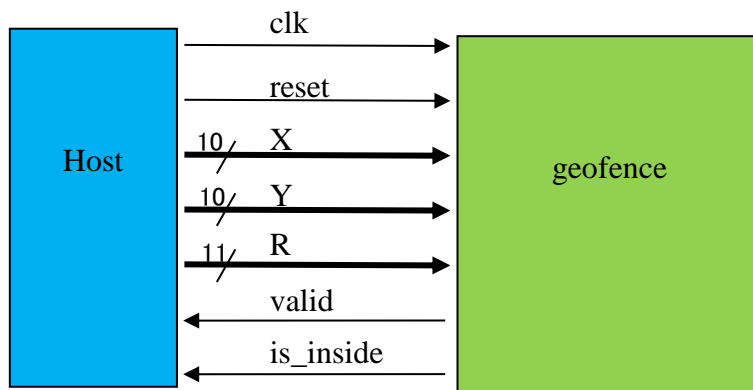 clk
reset
10 X
Host
geofence
10 Y
11 R
valid
is_inside